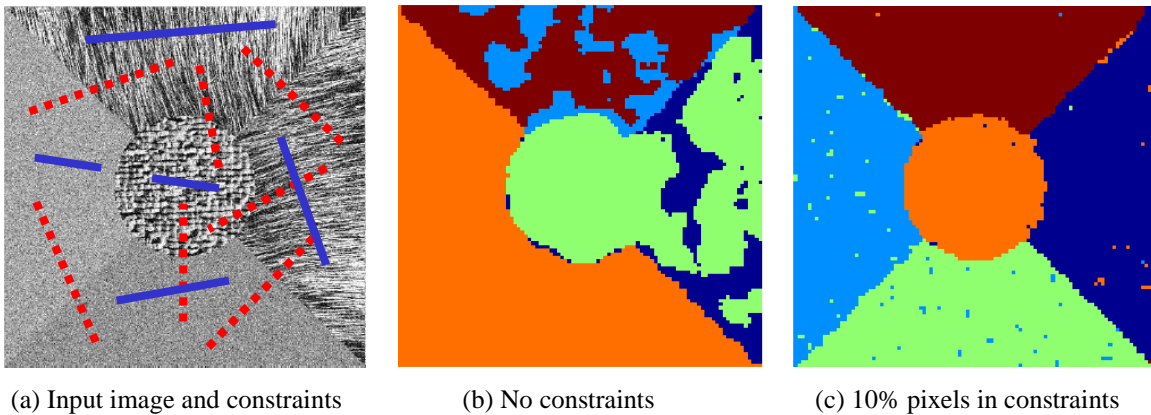 (a) Input image and constraints
(b) No constraints
(c) 10% pixels in constraints